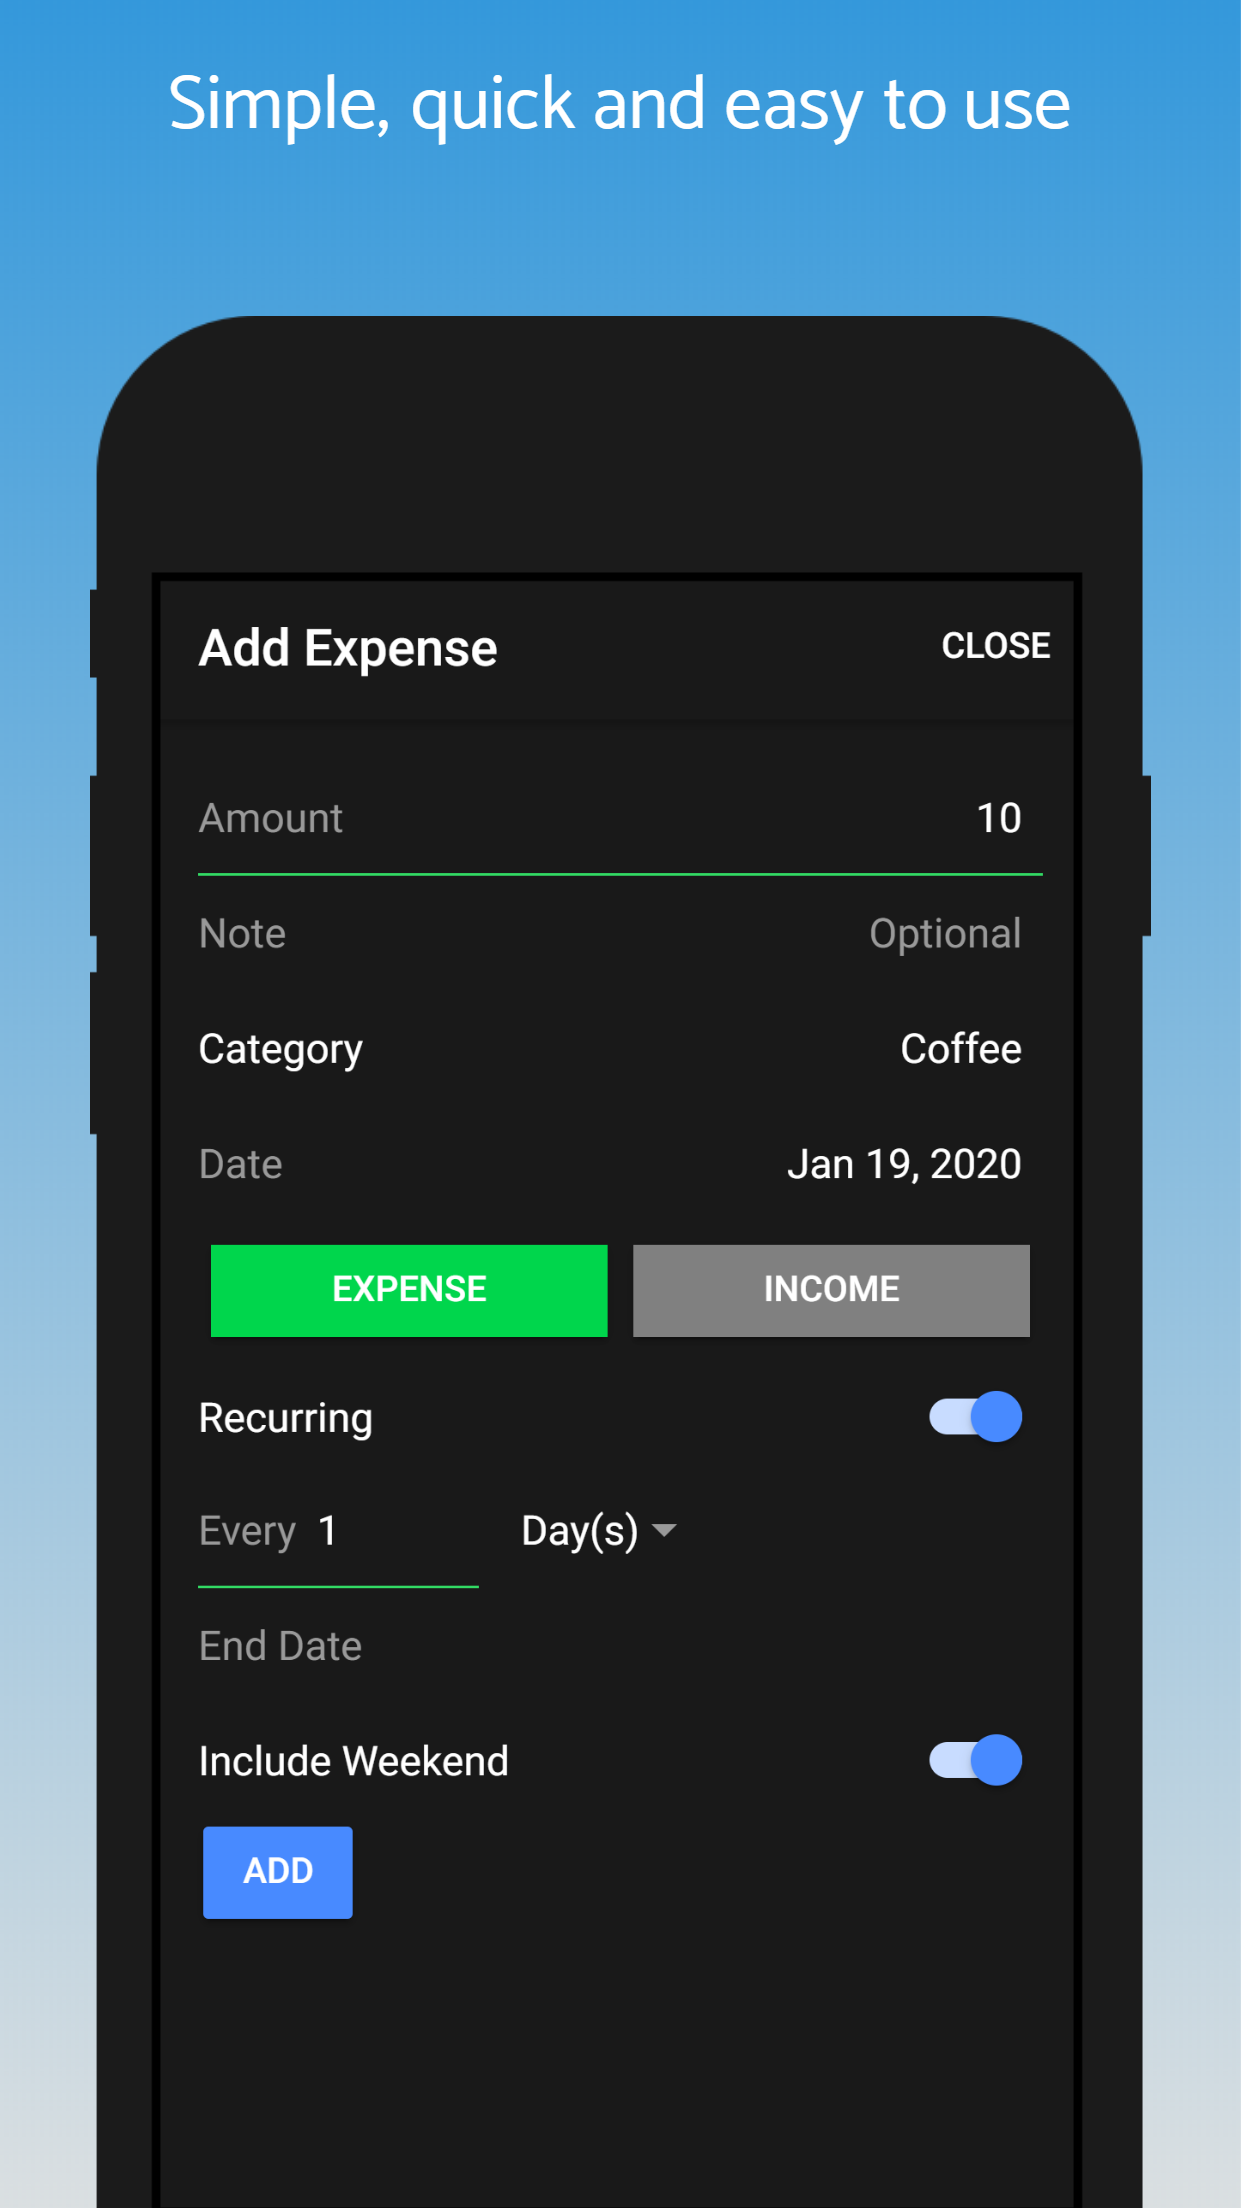 Simple, quick and easy to use
Add Expense CLOSE
Amount 10
Note Optional
Category Coffee
Date Jan 19, 2020
EXPENSE INCOME
Recurring
Every 1 Day(s)
End Date
Include Weekend
ADD